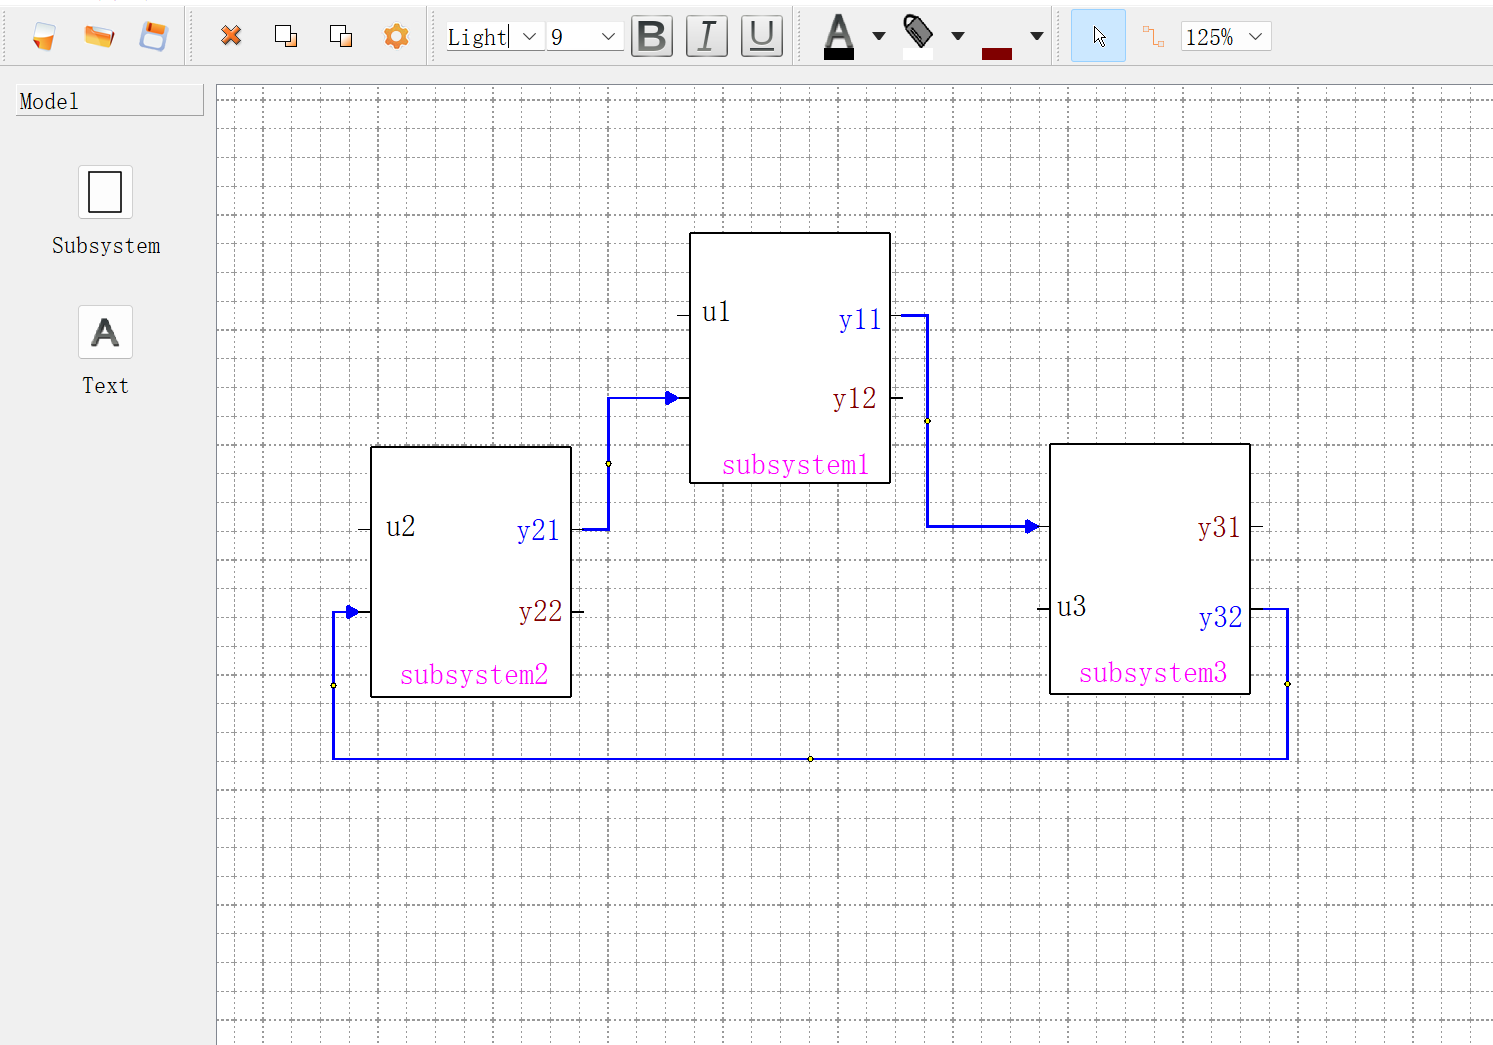 Light 9 B I U A 125%
Model
Subsystem
A
Text
u1 y11
y12
subsystem1
u2 y21
y22
subsystem2
y31
u3 y32
subsystem3